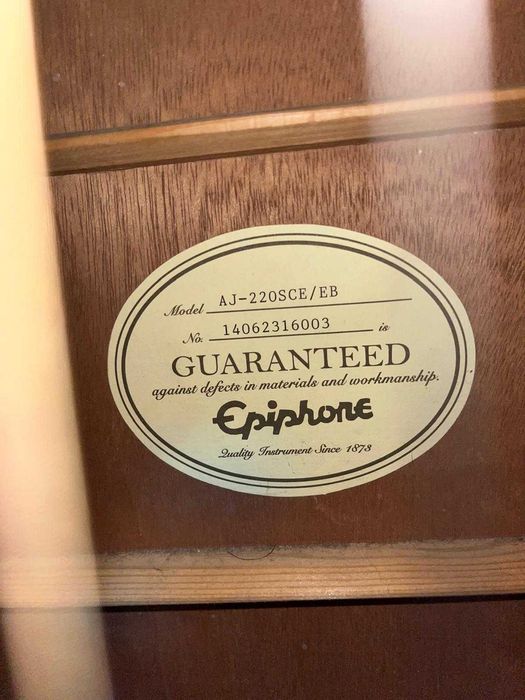 Model AJ-220SCE/EB
No. 14062316003 is
GUARANTEED
against defects in materials and workmanship.
Epiphone
Quality Instrument Since 1873